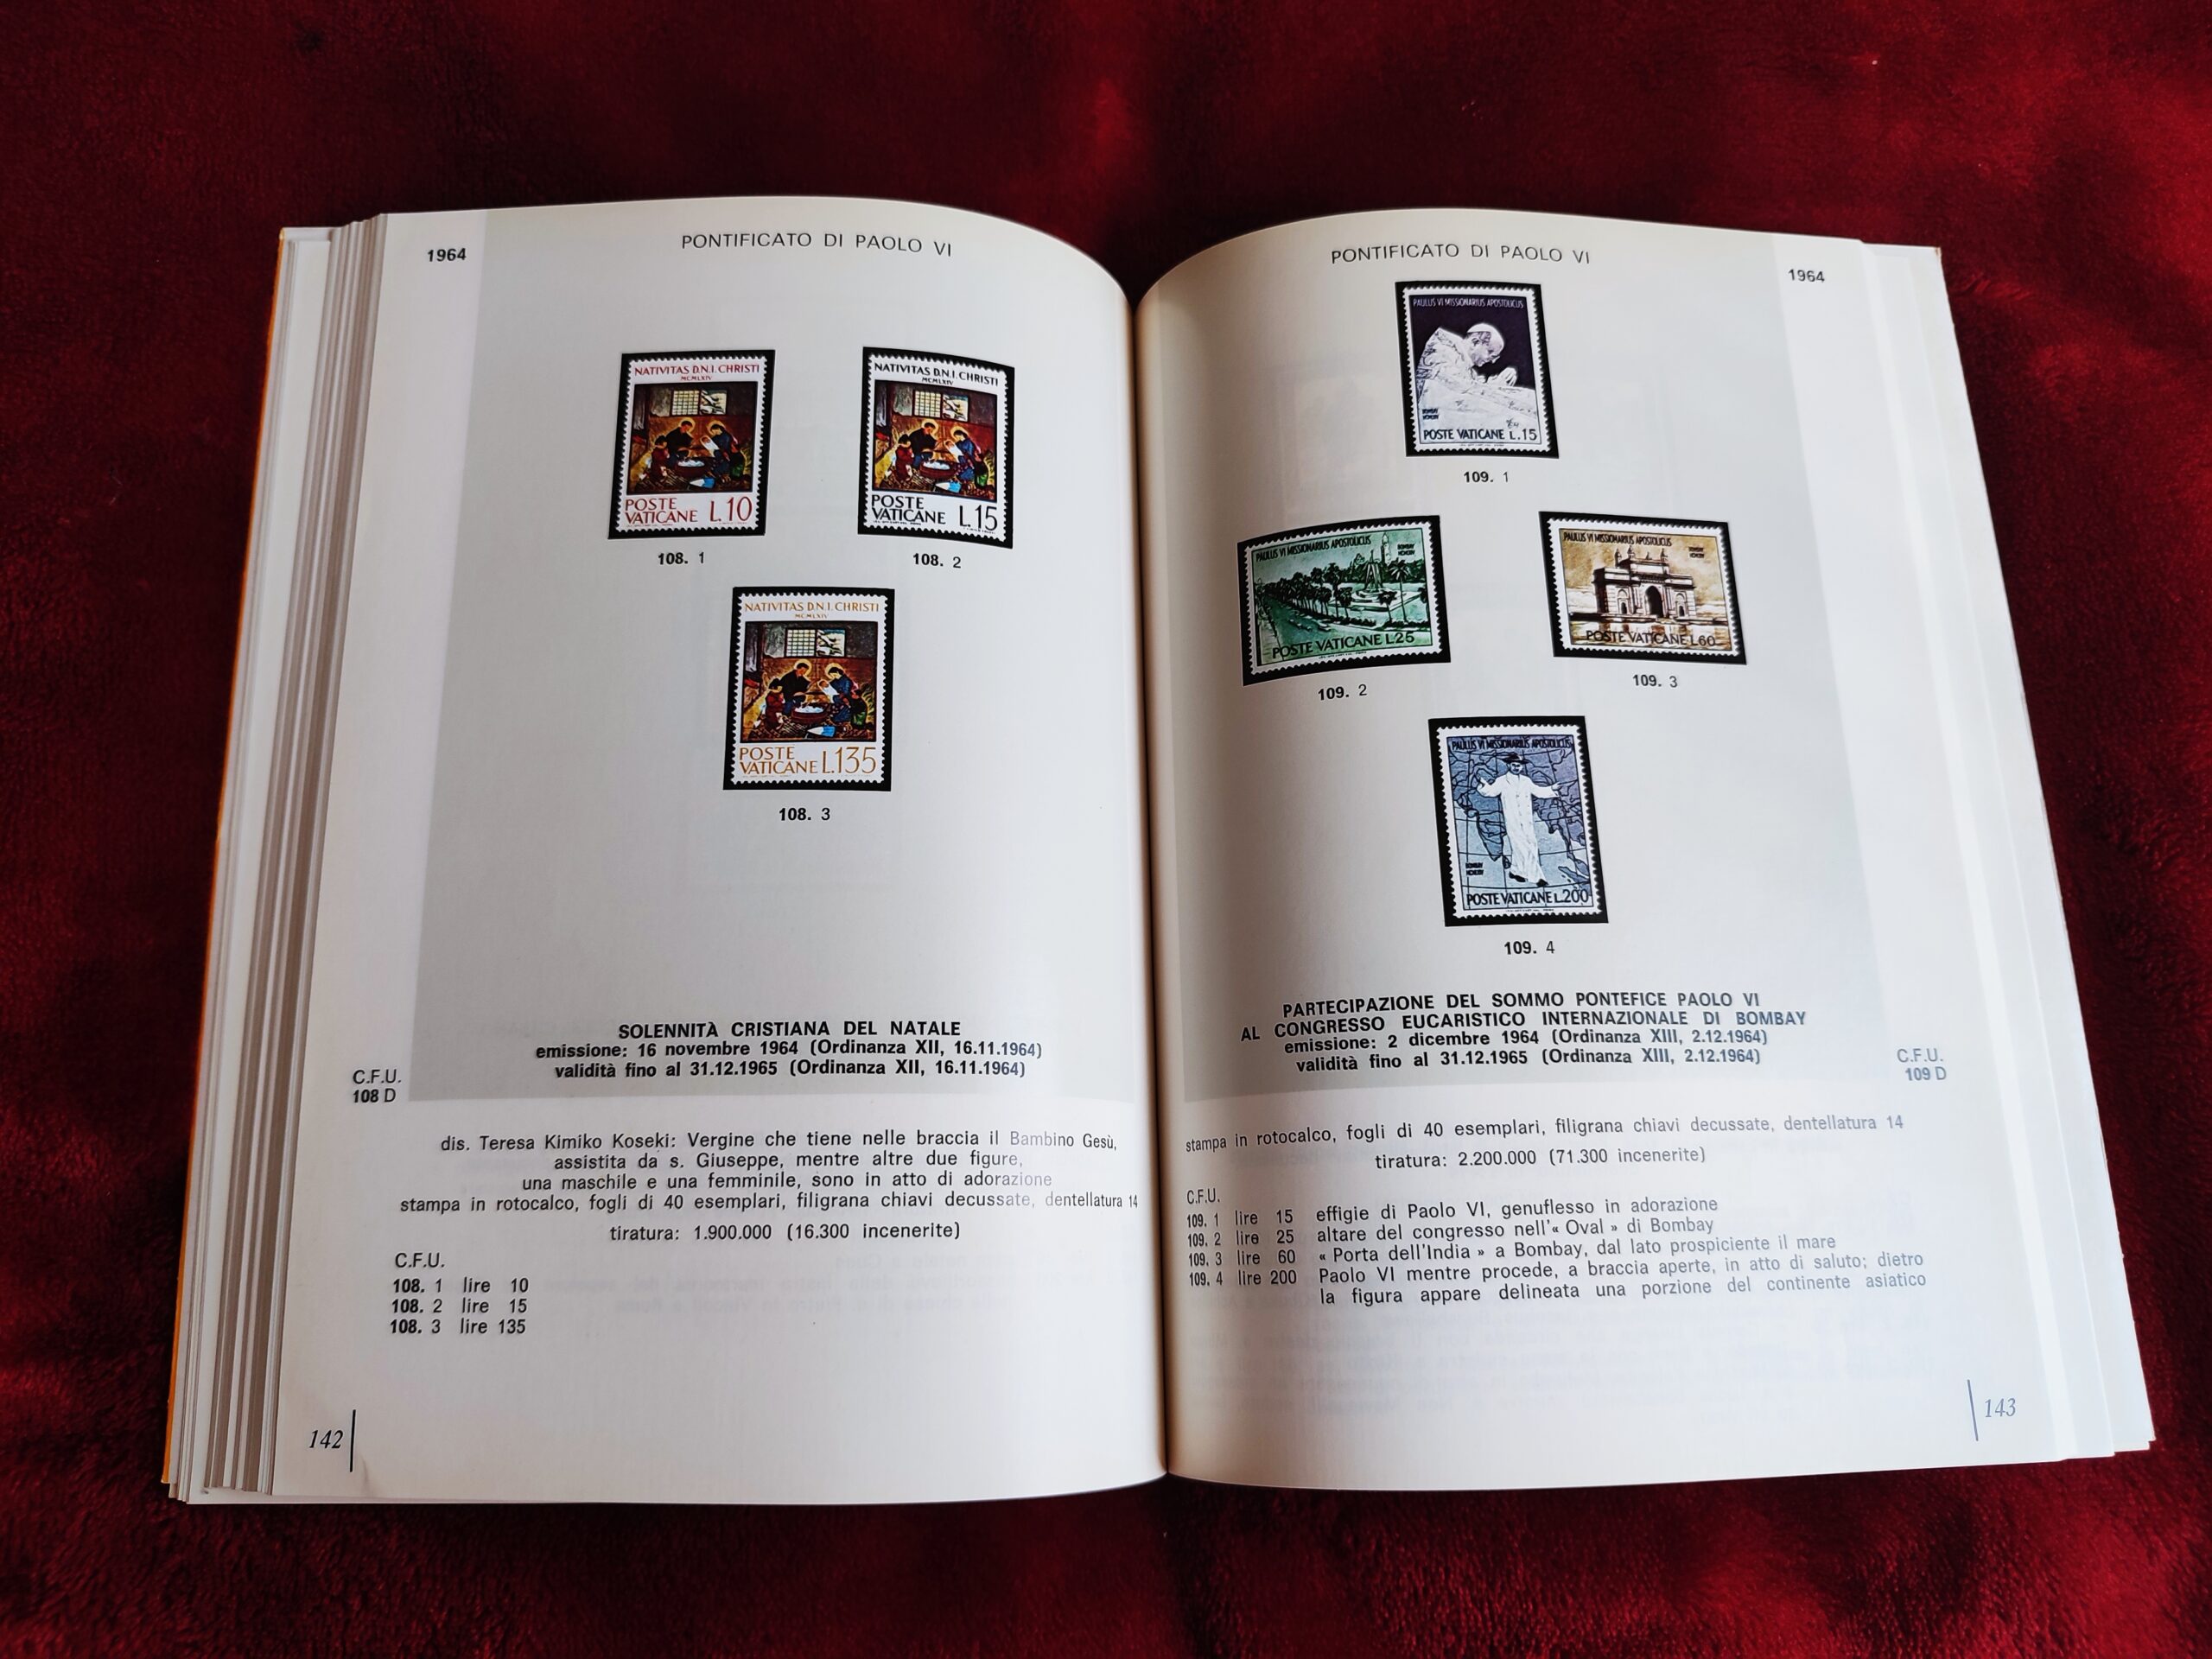 1964
PONTIFICATO DI PAOLO VI
NATIVITAS D.N.I. CHRISTI
MCMLXIV
POSTE
VATICANE L.10
108. 1
NATIVITAS D.N.I. CHRISTI
MCMLXIV
POSTE
VATICANE L.15
108. 2
NATIVITAS D.N.I. CHRISTI
MCMLXIV
POSTE
VATICANE L.135
108. 3
SOLENNITÀ CRISTIANA DEL NATALE
emissione: 16 novembre 1964 (Ordinanza XII, 16.11.1964)
validità fino al 31.12.1965 (Ordinanza XII, 16.11.1964)
C.F.U.
108 D
dis. Teresa Kimiko Koseki: Vergine che tiene nelle braccia il Bambino Gesù,
assistita da s. Giuseppe, mentre altre due figure,
una maschile e una femminile, sono in atto di adorazione
stampa in rotocalco, fogli di 40 esemplari, filigrana chiavi decussate, dentellatura 14
tiratura: 1.900.000 (16.300 incenerite)
C.F.U.
108. 1 lire 10
108. 2 lire 15
108. 3 lire 135
142
PONTIFICATO DI PAOLO VI
1964
PAULUS VI MISSIONARIUS APOSTOLICUS
BOMBAY
MCMLXIV
POSTE VATICANE L.15
109. 1
PAULUS VI MISSIONARIUS APOSTOLICUS
BOMBAY
MCMLXIV
POSTE VATICANE L.25
109. 2
PAULUS VI MISSIONARIUS APOSTOLICUS
BOMBAY
MCMLXIV
POSTE VATICANE L.60
109. 3
PAULUS VI MISSIONARIUS APOSTOLICUS
BOMBAY
MCMLXIV
POSTE VATICANE L.200
109. 4
PARTECIPAZIONE DEL SOMMO PONTEFICE PAOLO VI
AL CONGRESSO EUCARISTICO INTERNAZIONALE DI BOMBAY
emissione: 2 dicembre 1964 (Ordinanza XIII, 2.12.1964)
validità fino al 31.12.1965 (Ordinanza XIII, 2.12.1964)
C.F.U.
109 D
stampa in rotocalco, fogli di 40 esemplari, filigrana chiavi decussate, dentellatura 14
tiratura: 2.200.000 (71.300 incenerite)
C.F.U.
109. 1 lire 15 effigie di Paolo VI, genuflesso in adorazione
109. 2 lire 25 altare del congresso nell'« Oval » di Bombay
109. 3 lire 60 « Porta dell'India » a Bombay, dal lato prospiciente il mare
109. 4 lire 200 Paolo VI mentre procede, a braccia aperte, in atto di saluto; dietro
la figura appare delineata una porzione del continente asiatico
143